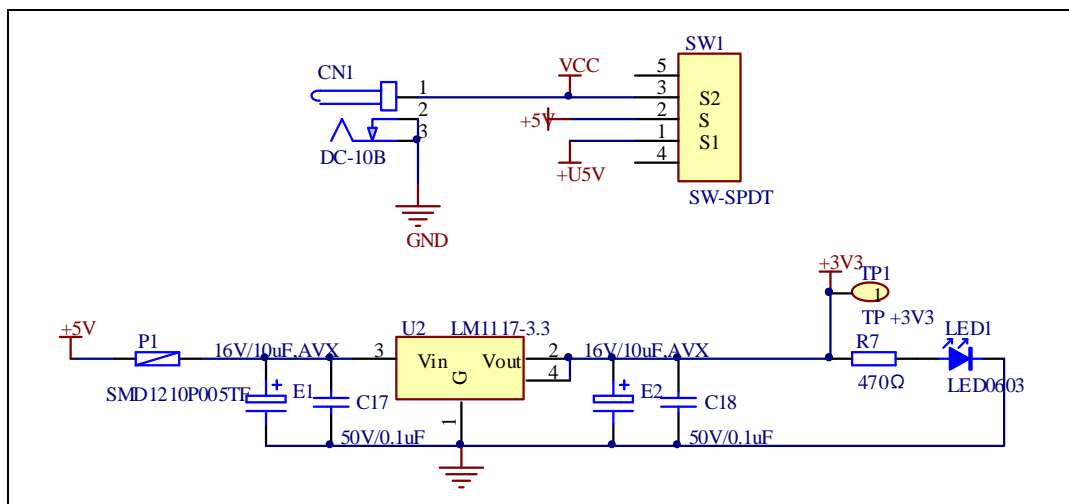 SW1
CN1
VCC
5
1
3
S2
2
+5V
2
S
3
1
S1
DC-10B
4
+U5V
SW-SPDT
GND
+3V3
TP1
1
TP +3V3
+5V
P1
U2
LM1117-3.3
R7
LED1
16V/10uF,AVX
3
Vin
Vout
2
16V/10uF,AVX
4
G
SMD1210P005TF
E1
C17
E2
C18
470Ω
LED0603
1
50V/0.1uF
50V/0.1uF